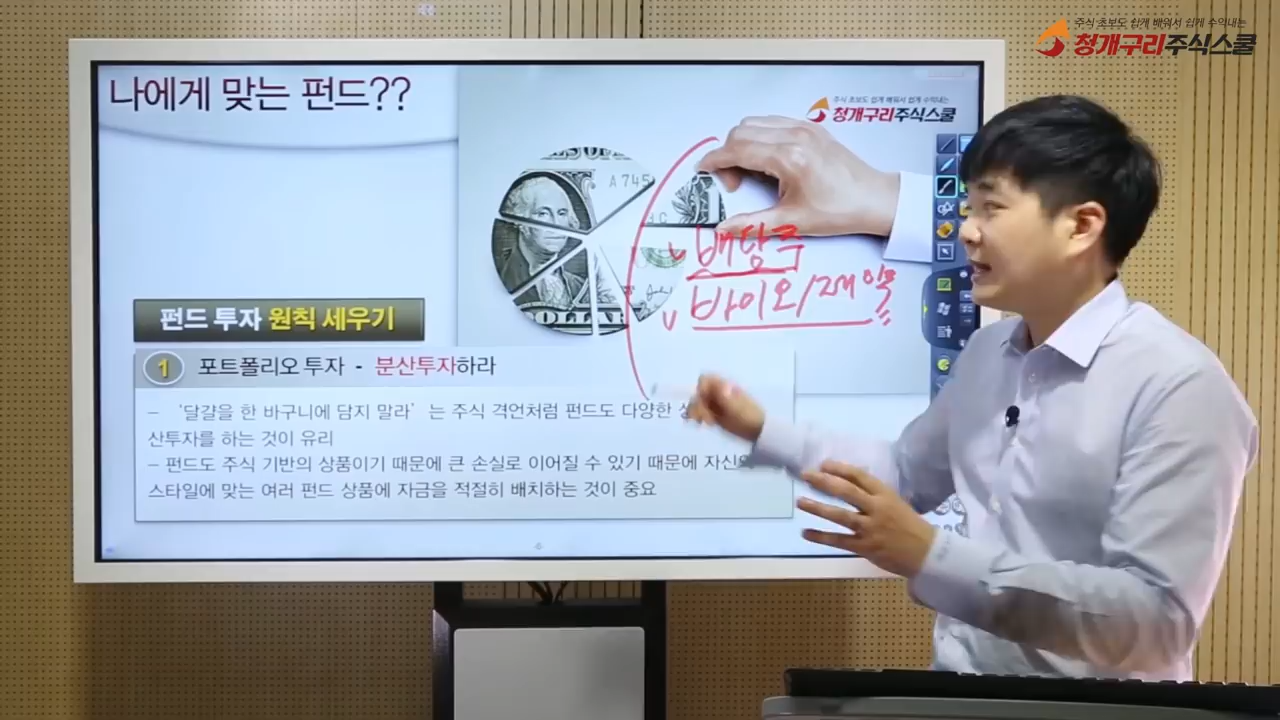 주식 초보도 쉽게 배워서 쉽게 수익내는
청개구리주식스쿨
나에게 맞는 펀드??
주식 초보도 쉽게 배워서 쉽게 수익내는
청개구리주식스쿨
A 745
배당주
바이오/제약
DOLLAR
펀드 투자 원칙 세우기
1 포트폴리오 투자 - 분산투자하라
– ‘달걀을 한 바구니에 담지 말라’는 주식 격언처럼 펀드도 다양한
산투자를 하는 것이 유리
– 펀드도 주식 기반의 상품이기 때문에 큰 손실로 이어질 수 있기 때문에
스타일에 맞는 여러 펀드 상품에 자금을 적절히 배치하는 것이 중요